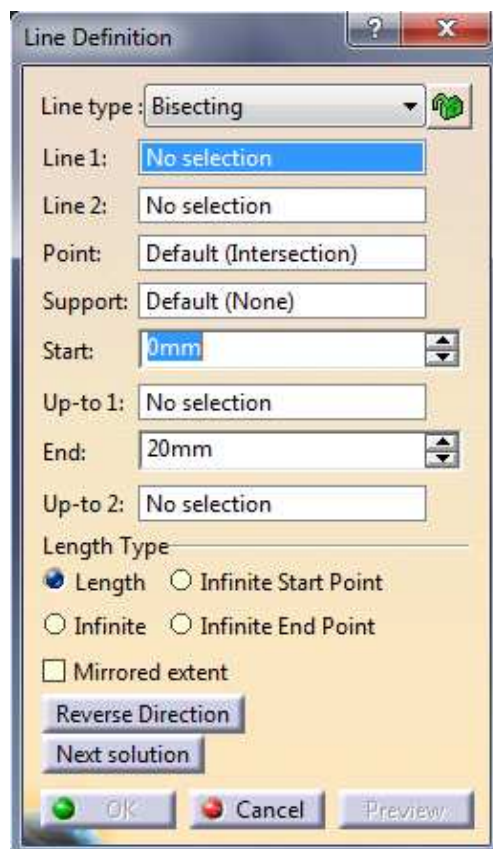 Line Definition
? X
Line type : Bisecting
Line 1: No selection
Line 2: No selection
Point: Default (Intersection)
Support: Default (None)
Start: 0mm
Up-to 1: No selection
End: 20mm
Up-to 2: No selection
Length Type
Length Infinite Start Point
Infinite Infinite End Point
Mirrored extent
Reverse Direction
Next solution
OK Cancel Preview